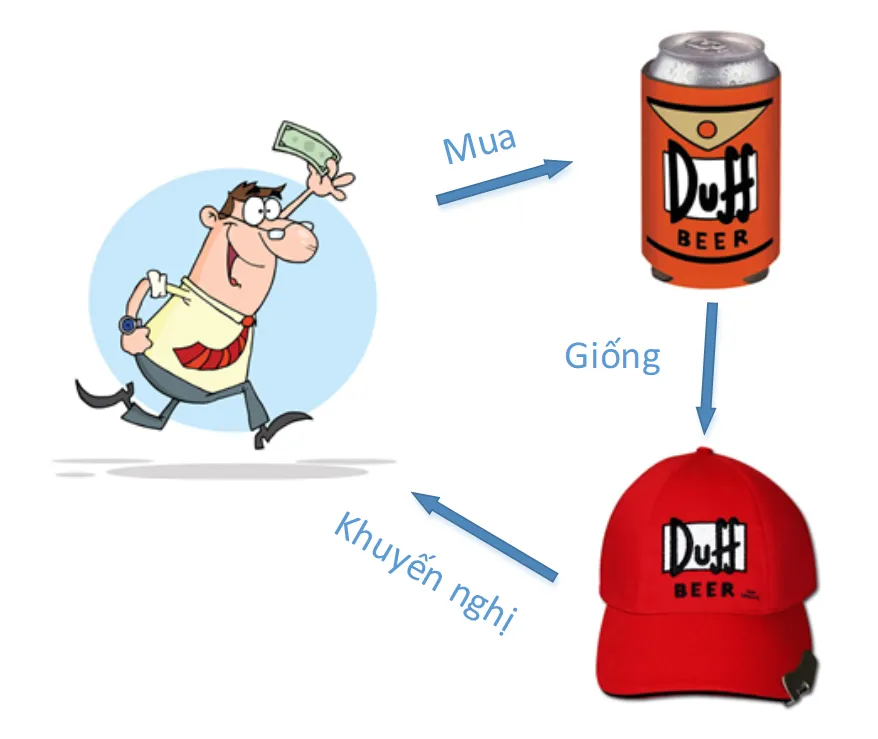 Mua
Duff
BEER
Giống
Khuyến nghị
Duff
BEER